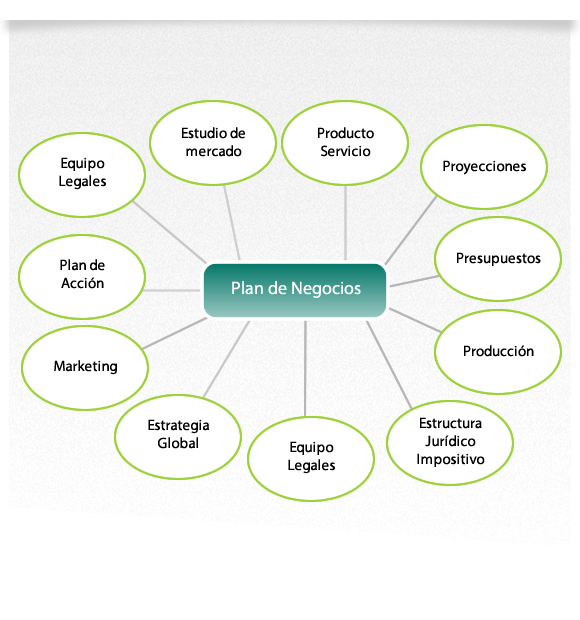 Estudio de
mercado
Producto
Servicio
Equipo
Legales
Proyecciones
Plan de
Acción
Presupuestos
Plan de Negocios
Marketing
Producción
Estrategia
Global
Equipo
Legales
Estructura
Jurídico
Impositivo